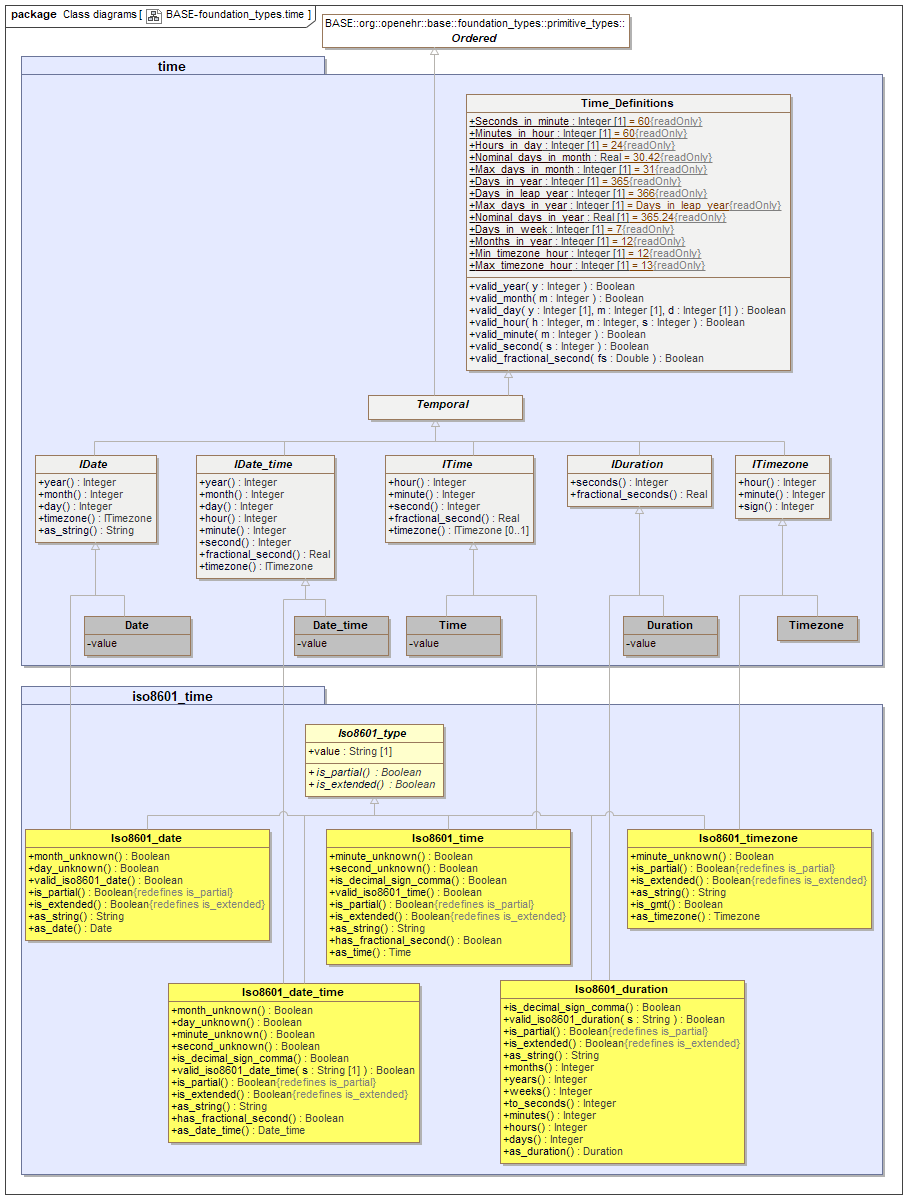 package Class diagrams [ BASE-foundation_types.time ]
BASE::org::openehr::base::foundation_types::primitive_types::
Ordered
time
Time_Definitions
+Seconds_in_minute : Integer [1] = 60{readOnly}
+Minutes_in_hour : Integer [1] = 60{readOnly}
+Hours_in_day : Integer [1] = 24{readOnly}
+Nominal_days_in_month : Real = 30.42{readOnly}
+Max_days_in_month : Integer [1] = 31{readOnly}
+Days_in_year : Integer [1] = 365{readOnly}
+Days_in_leap_year : Integer [1] = 366{readOnly}
+Max_days_in_year : Integer [1] = Days_in_leap_year{readOnly}
+Nominal_days_in_year : Real [1] = 365.24{readOnly}
+Days_in_week : Integer [1] = 7{readOnly}
+Months_in_year : Integer [1] = 12{readOnly}
+Min_timezone_hour : Integer [1] = 12{readOnly}
+Max_timezone_hour : Integer [1] = 13{readOnly}
+valid_year( y : Integer ) : Boolean
+valid_month( m : Integer ) : Boolean
+valid_day( y : Integer [1], m : Integer [1], d : Integer [1] ) : Boolean
+valid_hour( h : Integer, m : Integer, s : Integer ) : Boolean
+valid_minute( m : Integer ) : Boolean
+valid_second( s : Integer ) : Boolean
+valid_fractional_second( fs : Double ) : Boolean
Temporal
IDate
+year() : Integer
+month() : Integer
+day() : Integer
+timezone() : ITimezone
+as_string() : String
IDate_time
+year() : Integer
+month() : Integer
+day() : Integer
+hour() : Integer
+minute() : Integer
+second() : Integer
+fractional_second() : Real
+timezone() : ITimezone
ITime
+hour() : Integer
+minute() : Integer
+second() : Integer
+fractional_second() : Real
+timezone() : ITimezone [0..1]
IDuration
+seconds() : Integer
+fractional_seconds() : Real
ITimezone
+hour() : Integer
+minute() : Integer
+sign() : Integer
Date
-value
Date_time
-value
Time
-value
Duration
-value
Timezone
iso8601_time
Iso8601_type
+value : String [1]
+is_partial() : Boolean
+is_extended() : Boolean
Iso8601_date
+month_unknown() : Boolean
+day_unknown() : Boolean
+valid_iso8601_date() : Boolean
+is_partial() : Boolean{redefines is_partial}
+is_extended() : Boolean{redefines is_extended}
+as_string() : String
+as_date() : Date
Iso8601_time
+minute_unknown() : Boolean
+second_unknown() : Boolean
+is_decimal_sign_comma() : Boolean
+valid_iso8601_time() : Boolean
+is_partial() : Boolean{redefines is_partial}
+is_extended() : Boolean{redefines is_extended}
+as_string() : String
+has_fractional_second() : Boolean
+as_time() : Time
Iso8601_timezone
+minute_unknown() : Boolean
+is_partial() : Boolean{redefines is_partial}
+is_extended() : Boolean{redefines is_extended}
+as_string() : String
+is_gmt() : Boolean
+as_timezone() : Timezone
Iso8601_date_time
+month_unknown() : Boolean
+day_unknown() : Boolean
+minute_unknown() : Boolean
+second_unknown() : Boolean
+is_decimal_sign_comma() : Boolean
+valid_iso8601_date_time( s : String [1] ) : Boolean
+is_partial() : Boolean{redefines is_partial}
+is_extended() : Boolean{redefines is_extended}
+as_string() : String
+has_fractional_second() : Boolean
+as_date_time() : Date_time
Iso8601_duration
+is_decimal_sign_comma() : Boolean
+valid_iso8601_duration( s : String ) : Boolean
+is_partial() : Boolean{redefines is_partial}
+is_extended() : Boolean{redefines is_extended}
+as_string() : String
+months() : Integer
+years() : Integer
+weeks() : Integer
+to_seconds() : Integer
+minutes() : Integer
+hours() : Integer
+days() : Integer
+as_duration() : Duration